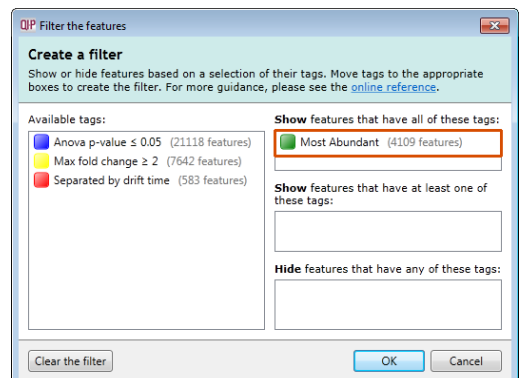 QIP Filter the features
Create a filter
Show or hide features based on a selection of their tags. Move tags to the appropriate
boxes to create the filter. For more guidance, please see the online reference.
Available tags:
Anova p-value ≤ 0.05 (21118 features)
Max fold change ≥ 2 (7642 features)
Separated by drift time (583 features)
Show features that have all of these tags:
Most Abundant (4109 features)
Show features that have at least one of
these tags:
Hide features that have any of these tags:
Clear the filter
OK
Cancel